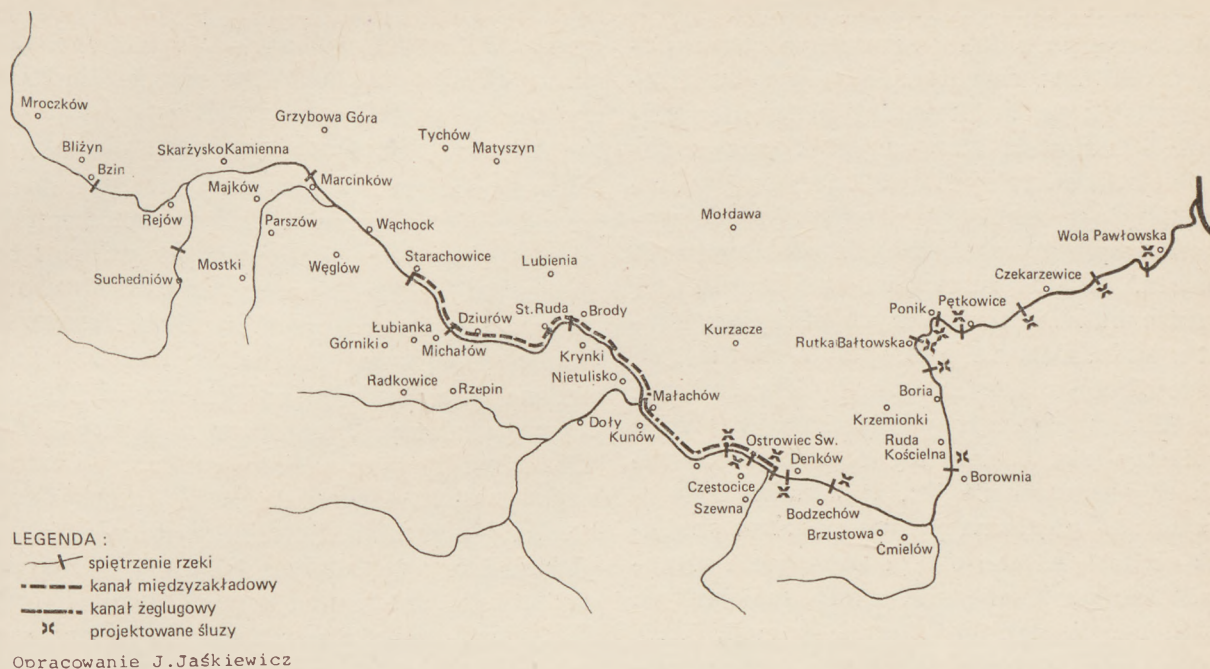 Mroczków
Grzybowa Góra
Tychów
Matyszyn
Bliżyn
Bzin
Skarżysko Kamienna
Marcinków
Majków
Rejów
Parszów
Wąchock
Mołdawa
Wola Pawłowska
Suchedniów
Mostki
Węglów
Starachowice
Lubienia
Czekarzewice
St. Ruda
Brody
Dziurów
Ponik
Pętkowice
Łubianka
Górniki
Michałów
Krynki
Kurzacze
Rutka Bałtowska
Nietulisko
Radkowice
Rzepin
Małachów
Boria
Krzemionki
Doły
Kunów
Ostrowiec Św.
Ruda
Kościelna
Denków
Borownia
Częstocice
Szewna
Bodzechów
Brzustowa
Ćmielów
LEGENDA :
spiętrzenie rzeki
kanał międzyzakładowy
kanał żeglugowy
projektowane śluzy
Opracowanie J.Jaśkiewicz